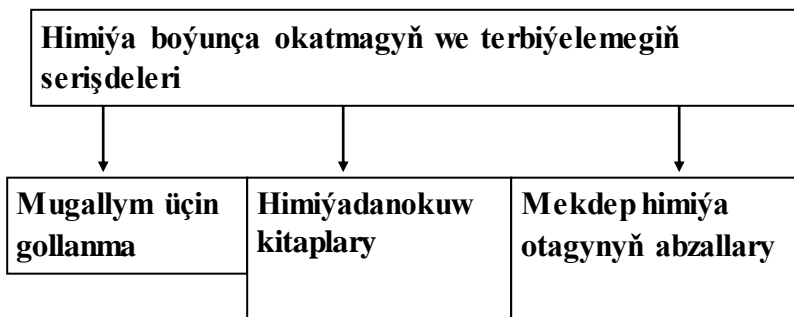 Himiýa boýunça okatmagyň we terbiýelemegiň
serişdeleri
Mugallym üçin
gollanma
Himiýadanokuw
kitaplary
Mekdep himiýa
otagynyň abzallary